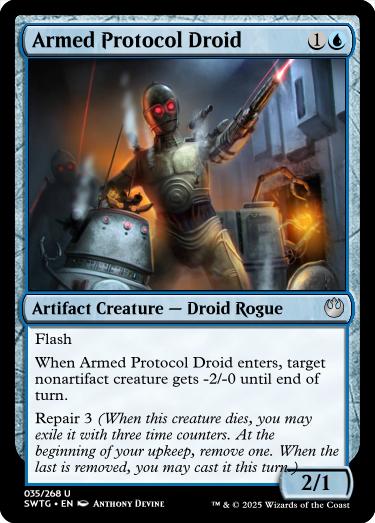 Armed Protocol Droid 1
Artifact Creature — Droid Rogue
Flash
When Armed Protocol Droid enters, target
nonartifact creature gets -2/-0 until end of
turn.
Repair 3 (When this creature dies, you may
exile it with three time counters. At the
beginning of your upkeep, remove one. When the
last is removed, you may cast it this turn.)
2/1
035/268 U
SWTG • EN Anthony Devine
™ & © 2025 Wizards of the Coast